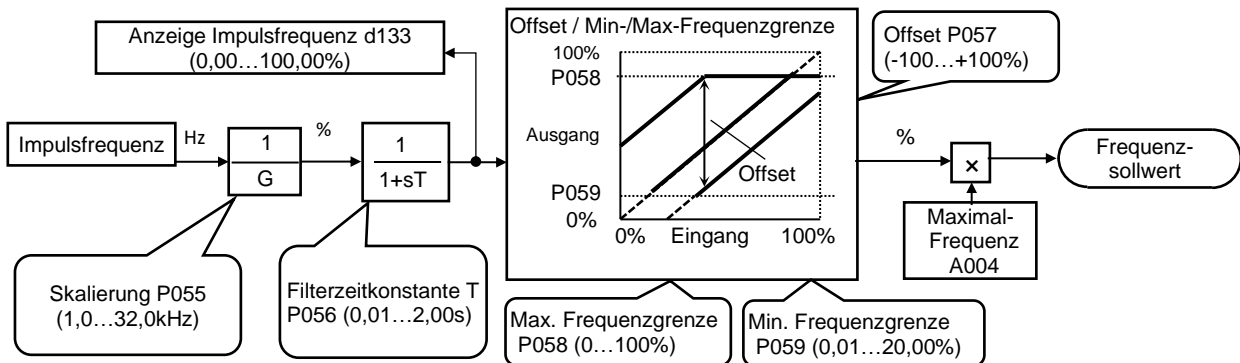 Anzeige Impulsfrequenz d133
(0,00…100,00%)
Offset / Min-/Max-Frequenzgrenze
100%
P058
Ausgang
P059
0%
0%
Eingang
100%
Offset
Offset P057
(-100…+100%)
Impulsfrequenz
Hz
1
G
%
1
1+sT
%
×
Frequenz-
sollwert
Maximal-
Frequenz
A004
Skalierung P055
(1,0…32,0kHz)
Filterzeitkonstante T
P056 (0,01…2,00s)
Max. Frequenzgrenze
P058 (0…100%)
Min. Frequenzgrenze
P059 (0,01…20,00%)